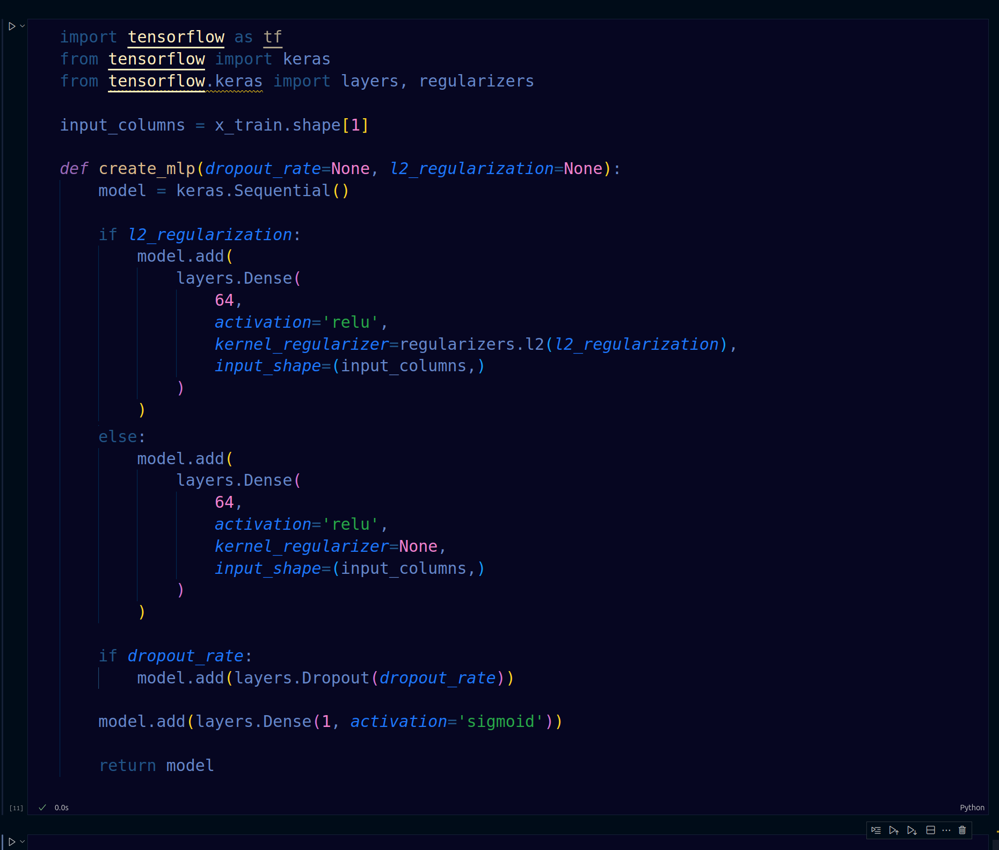 import tensorflow as tf
from tensorflow import keras
from tensorflow.keras import layers, regularizers
input_columns = x_train.shape[1]
def create_mlp(dropout_rate=None, l2_regularization=None):
    model = keras.Sequential()
    if l2_regularization:
        model.add(
            layers.Dense(
                64,
                activation='relu',
                kernel_regularizer=regularizers.l2(l2_regularization),
                input_shape=(input_columns,)
            )
        )
    else:
        model.add(
            layers.Dense(
                64,
                activation='relu',
                kernel_regularizer=None,
                input_shape=(input_columns,)
            )
        )
    if dropout_rate:
        model.add(layers.Dropout(dropout_rate))
    model.add(layers.Dense(1, activation='sigmoid'))
    return model
[11] 0.0s Python